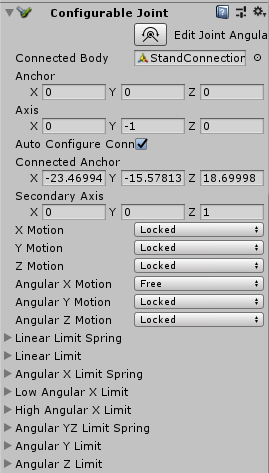 Configurable Joint
Edit Joint Angula
Connected Body StandConnection
Anchor
X 0 Y 0 Z 0
Axis
X 0 Y -1 Z 0
Auto Configure Conn
Connected Anchor
X -23.46994 Y -15.57813 Z 18.69998
Secondary Axis
X 0 Y 0 Z 1
X Motion Locked
Y Motion Locked
Z Motion Locked
Angular X Motion Free
Angular Y Motion Locked
Angular Z Motion Locked
Linear Limit Spring
Linear Limit
Angular X Limit Spring
Low Angular X Limit
High Angular X Limit
Angular YZ Limit Spring
Angular Y Limit
Angular Z Limit